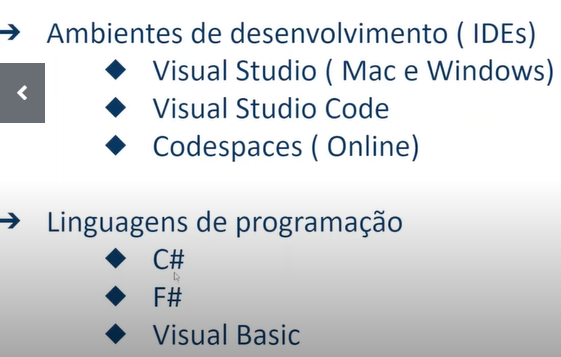 Ambientes de desenvolvimento ( IDEs)
Visual Studio ( Mac e Windows)
Visual Studio Code
Codespaces ( Online)
Linguagens de programação
C#
F#
Visual Basic